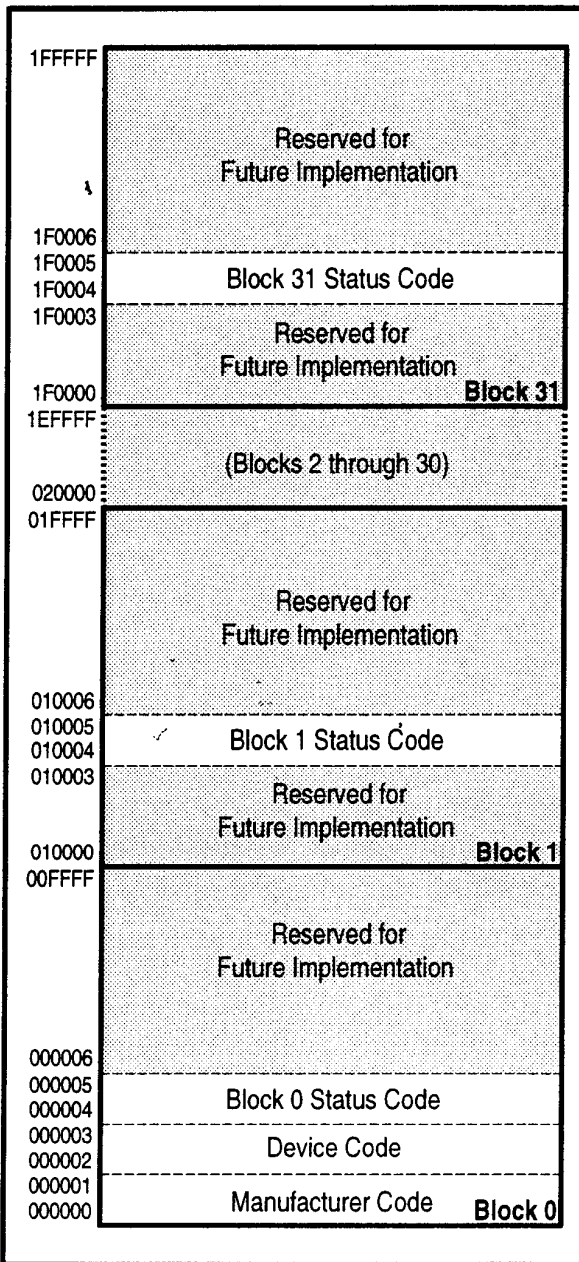 1FFFFF
Reserved for
Future Implementation
1F0006
1F0005
Block 31 Status Code
1F0004
1F0003
Reserved for
Future Implementation
1F0000
Block 31
1EFFFF
(Blocks 2 through 30)
020000
01FFFF
Reserved for
Future Implementation
010006
010005
Block 1 Status Code
010004
010003
Reserved for
Future Implementation
010000
Block 1
00FFFF
Reserved for
Future Implementation
000006
000005
Block 0 Status Code
000004
000003
Device Code
000002
000001
Manufacturer Code
000000
Block 0